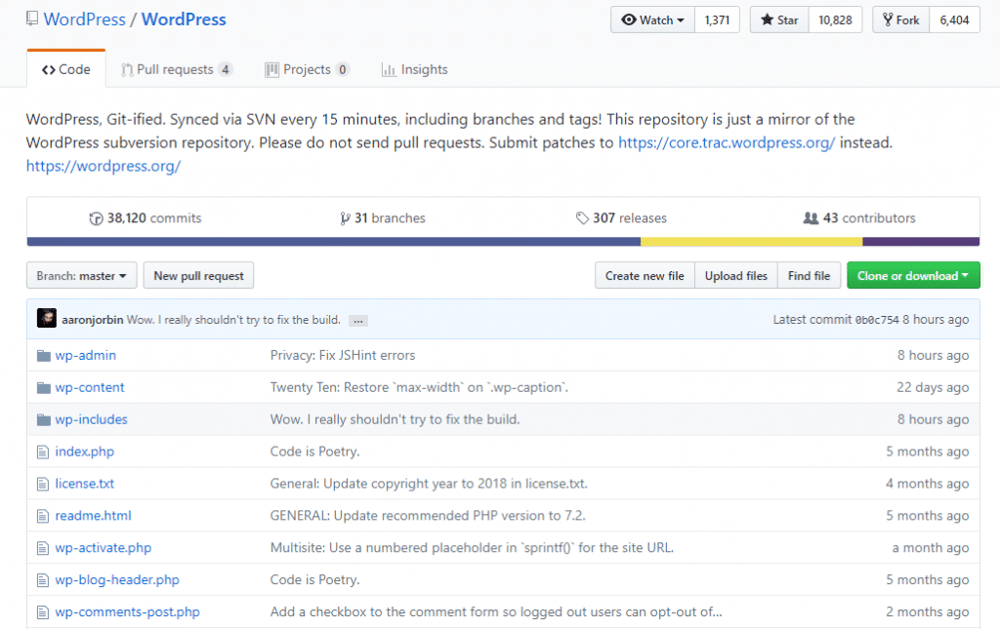 WordPress / WordPress Watch 1,371 Star 10,828 Fork 6,404
Code Pull requests 4 Projects 0 Insights
WordPress, Git-ified. Synced via SVN every 15 minutes, including branches and tags! This repository is just a mirror of the
WordPress subversion repository. Please do not send pull requests. Submit patches to https://core.trac.wordpress.org/ instead.
https://wordpress.org/
38,120 commits 31 branches 307 releases 43 contributors
Branch: master New pull request Create new file Upload files Find file Clone or download
aaronjorbin Wow. I really shouldn't try to fix the build. ... Latest commit 0b0c754 8 hours ago
wp-admin Privacy: Fix JSHint errors 8 hours ago
wp-content Twenty Ten: Restore `max-width` on `.wp-caption`. 22 days ago
wp-includes Wow. I really shouldn't try to fix the build. 8 hours ago
index.php Code is Poetry. 5 months ago
license.txt General: Update copyright year to 2018 in license.txt. 4 months ago
readme.html GENERAL: Update recommended PHP version to 7.2. 5 months ago
wp-activate.php Multisite: Use a numbered placeholder in `sprintf()` for the site URL. a month ago
wp-blog-header.php Code is Poetry. 5 months ago
wp-comments-post.php Add a checkbox to the comment form so logged out users can opt-out of... 2 months ago